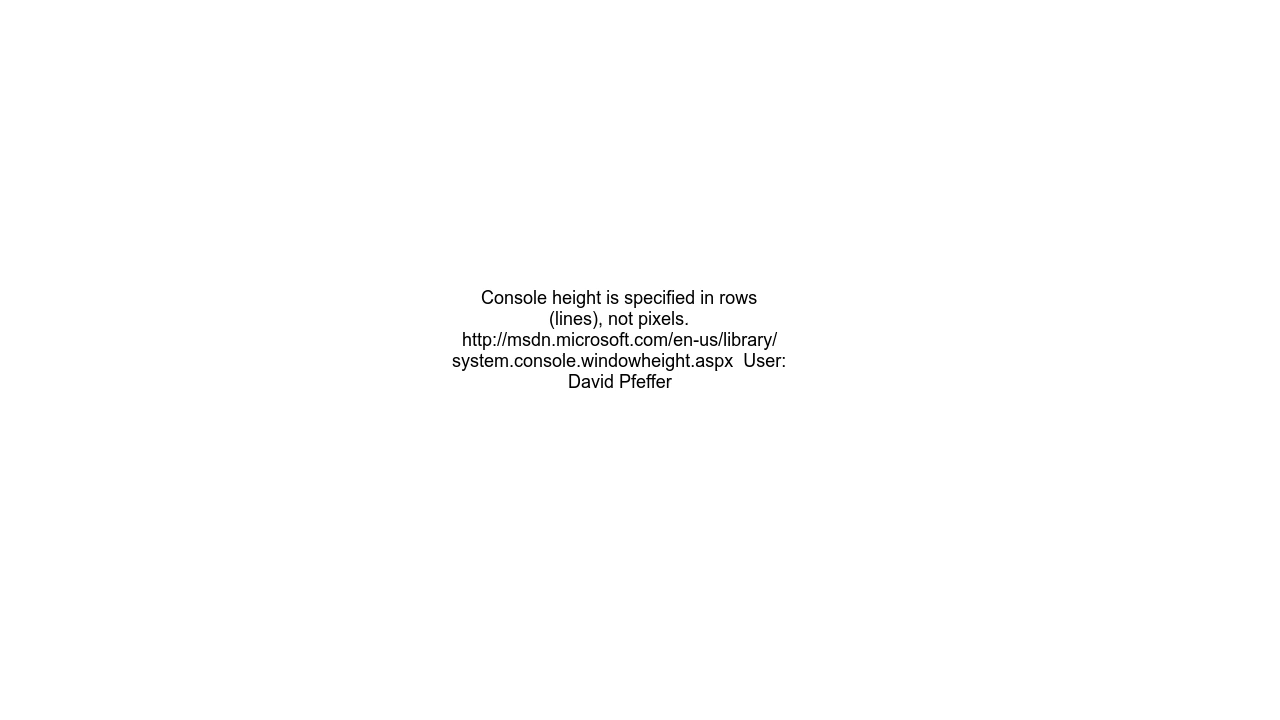 Console height is specified in rows
(lines), not pixels.
http://msdn.microsoft.com/en-us/library/
system.console.windowheight.aspx  User:
David Pfeffer